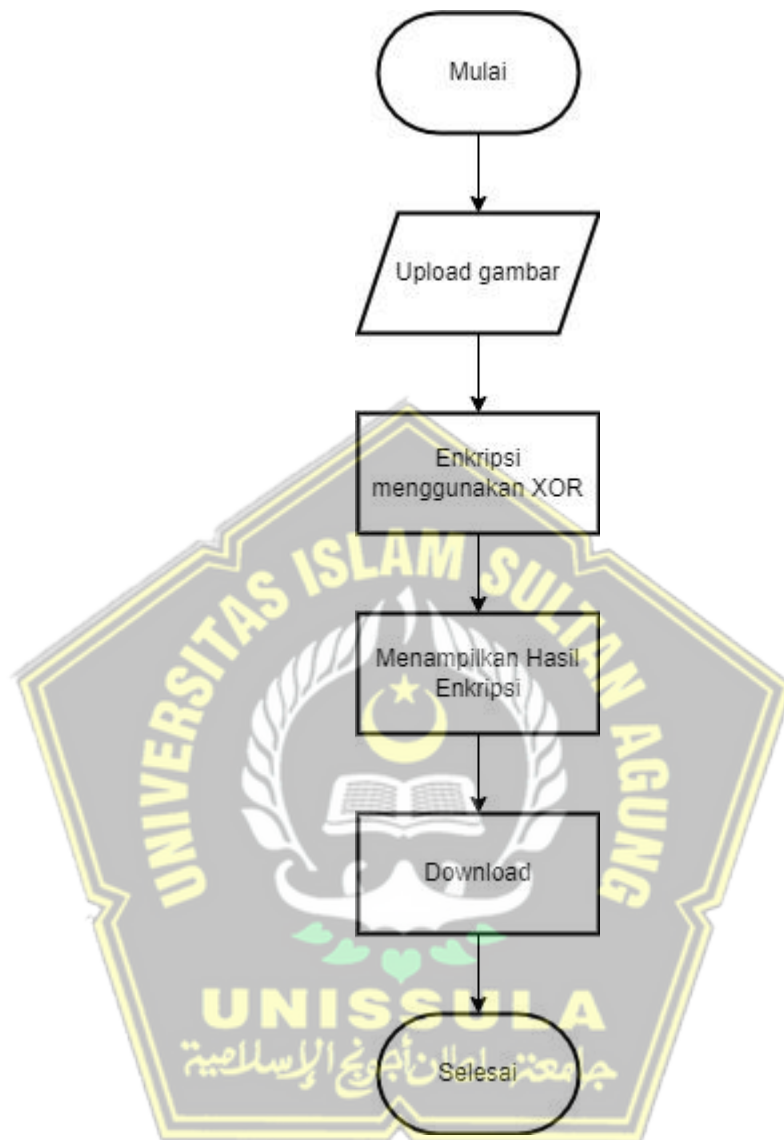 Mulai
Upload gambar
Enkripsi
menggunakan XOR
UNIVERSITAS ISLAM SULTAN AGUNG
Menampilkan Hasil
Enkripsi
Download
UNISSULA
Selesai